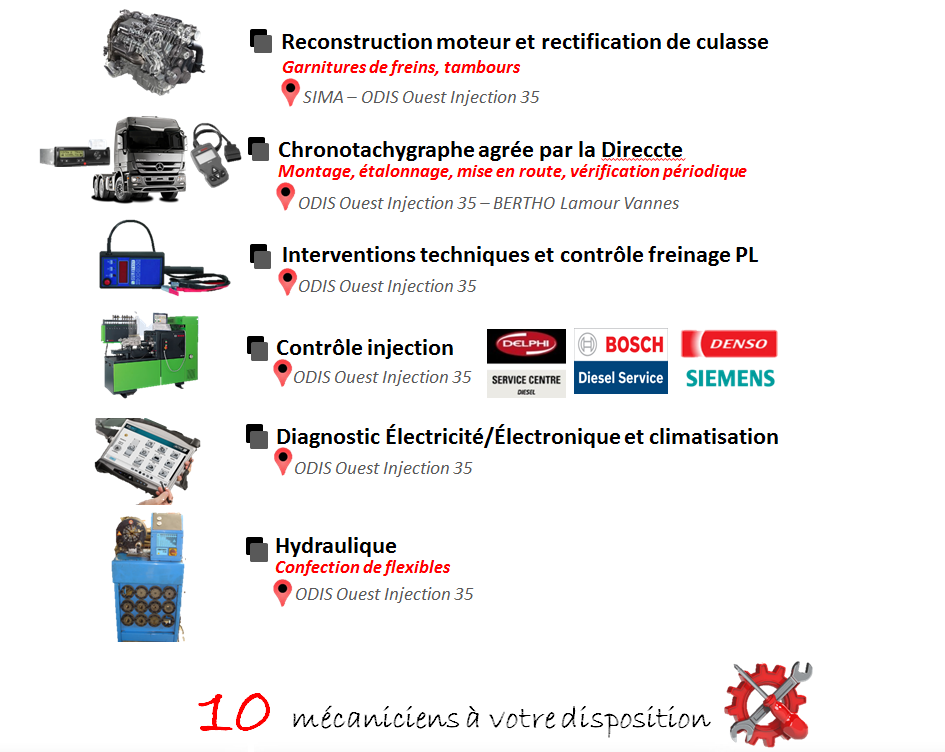 Reconstruction moteur et rectification de culasse
Garnitures de freins, tambours
SIMA – ODIS Ouest Injection 35
Chronotachygraphe agrée par la Direccte
Montage, étalonnage, mise en route, vérification périodique
ODIS Ouest Injection 35 – BERTHO Lamour Vannes
Interventions techniques et contrôle freinage PL
ODIS Ouest Injection 35
Contrôle injection
ODIS Ouest Injection 35
DELPHI
SERVICE CENTRE
DIESEL
BOSCH
Diesel Service
DENSO
SIEMENS
Diagnostic Électricité/Électronique et climatisation
ODIS Ouest Injection 35
Hydraulique
Confection de flexibles
ODIS Ouest Injection 35
10 mécaniciens à votre disposition